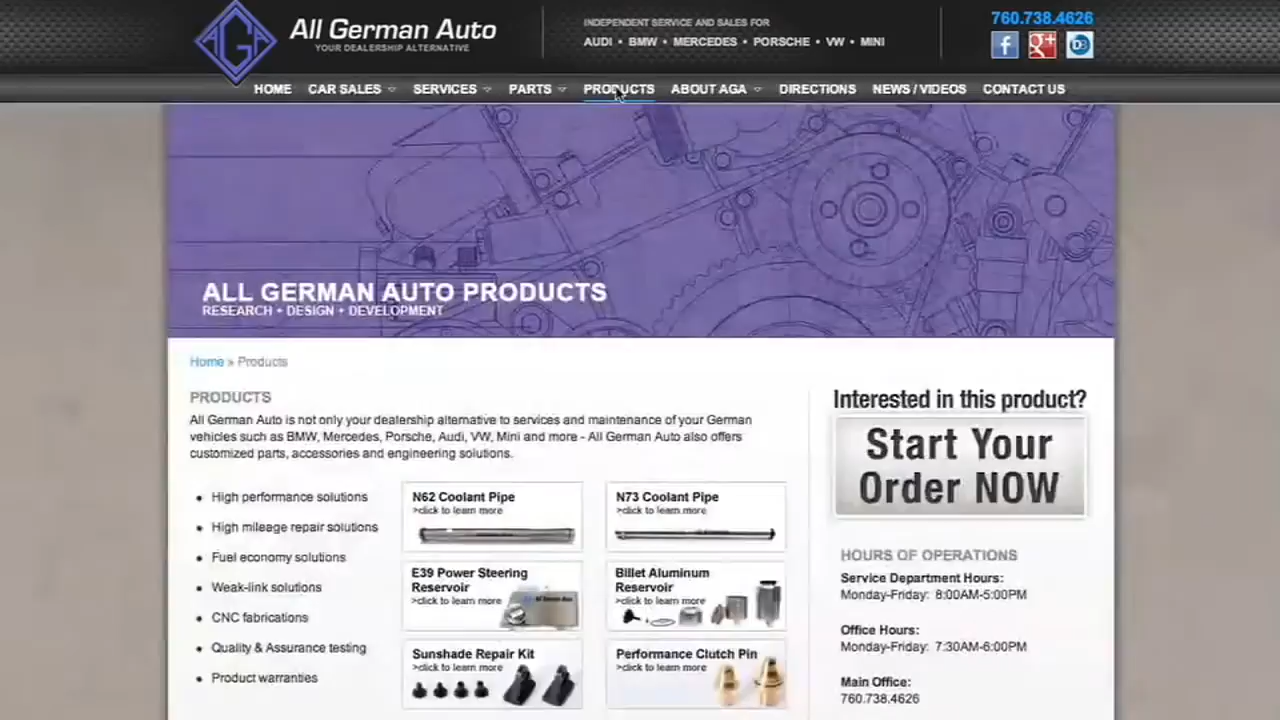 AGA
All German Auto
YOUR DEALERSHIP ALTERNATIVE
INDEPENDENT SERVICE AND SALES FOR
AUDI • BMW • MERCEDES • PORSCHE • VW • MINI
760.738.4626
HOME CAR SALES SERVICES PARTS PRODUCTS ABOUT AGA DIRECTIONS NEWS / VIDEOS CONTACT US
ALL GERMAN AUTO PRODUCTS
RESEARCH • DESIGN • DEVELOPMENT
Home » Products
PRODUCTS
All German Auto is not only your dealership alternative to services and maintenance of your German
vehicles such as BMW, Mercedes, Porsche, Audi, VW, Mini and more - All German Auto also offers
customized parts, accessories and engineering solutions.
• High performance solutions
• High mileage repair solutions
• Fuel economy solutions
• Weak-link solutions
• CNC fabrications
• Quality & Assurance testing
• Product warranties
N62 Coolant Pipe
>click to learn more
N73 Coolant Pipe
>click to learn more
E39 Power Steering
Reservoir
>click to learn more
All German Auto
Billet Aluminum
Reservoir
>click to learn more
Sunshade Repair Kit
>click to learn more
Performance Clutch Pin
>click to learn more
Interested in this product?
Start Your
Order NOW
HOURS OF OPERATIONS
Service Department Hours:
Monday-Friday: 8:00AM-5:00PM
Office Hours:
Monday-Friday: 7:30AM-6:00PM
Main Office:
760.738.4626